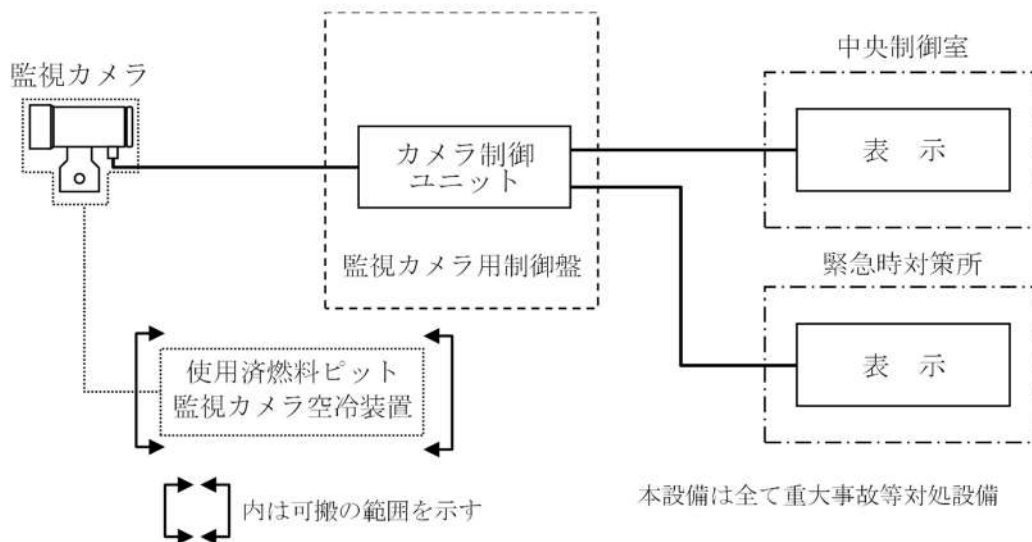 監視カメラ
カメラ制御
ユニット
監視カメラ用制御盤
中央制御室
表 示
緊急時対策所
表 示
使用済燃料ピット
監視カメラ空冷装置
内は可搬の範囲を示す
本設備は全て重大事故等対処設備